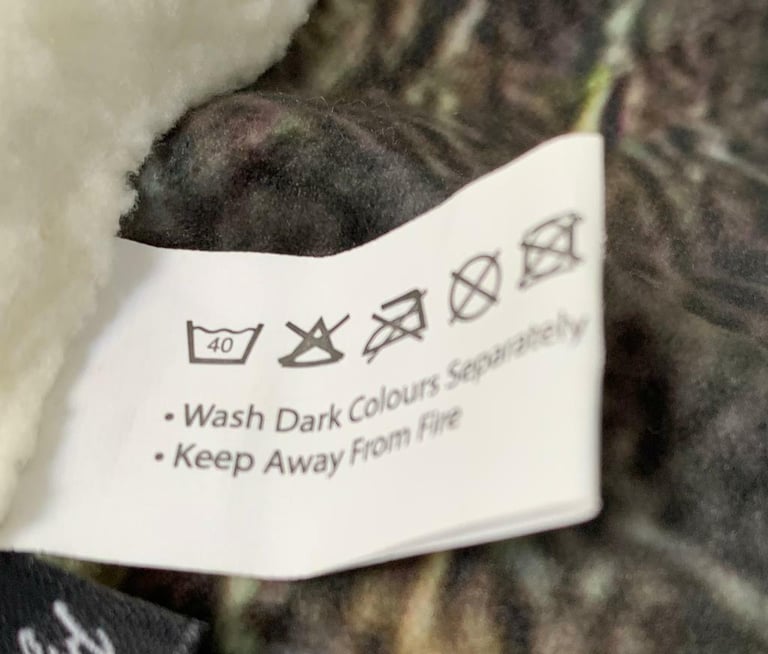 40
• Wash Dark Colours Separately
• Keep Away From Fire